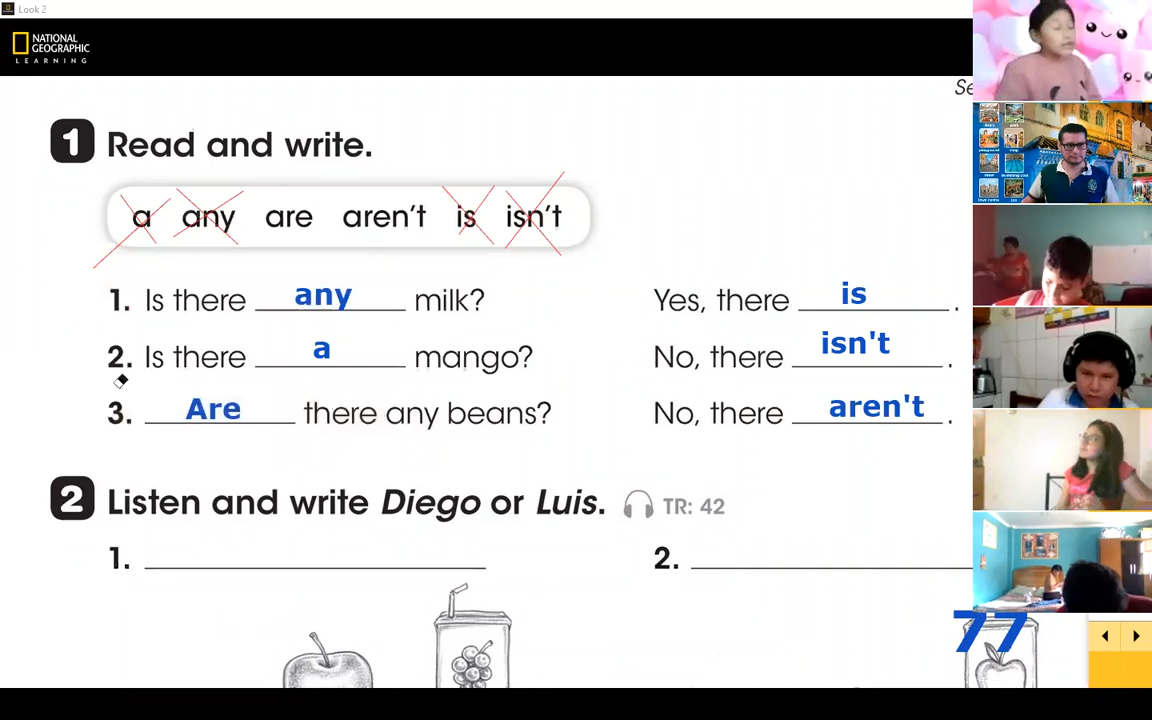 Look 2
NATIONAL
GEOGRAPHIC
LEARNING
Se
1 Read and write.
a any are aren't is isn't
1. Is there any milk? Yes, there is.
2. Is there a mango? No, there isn't.
3. Are there any beans? No, there aren't.
2 Listen and write Diego or Luis. TR: 42
1. 2.
77